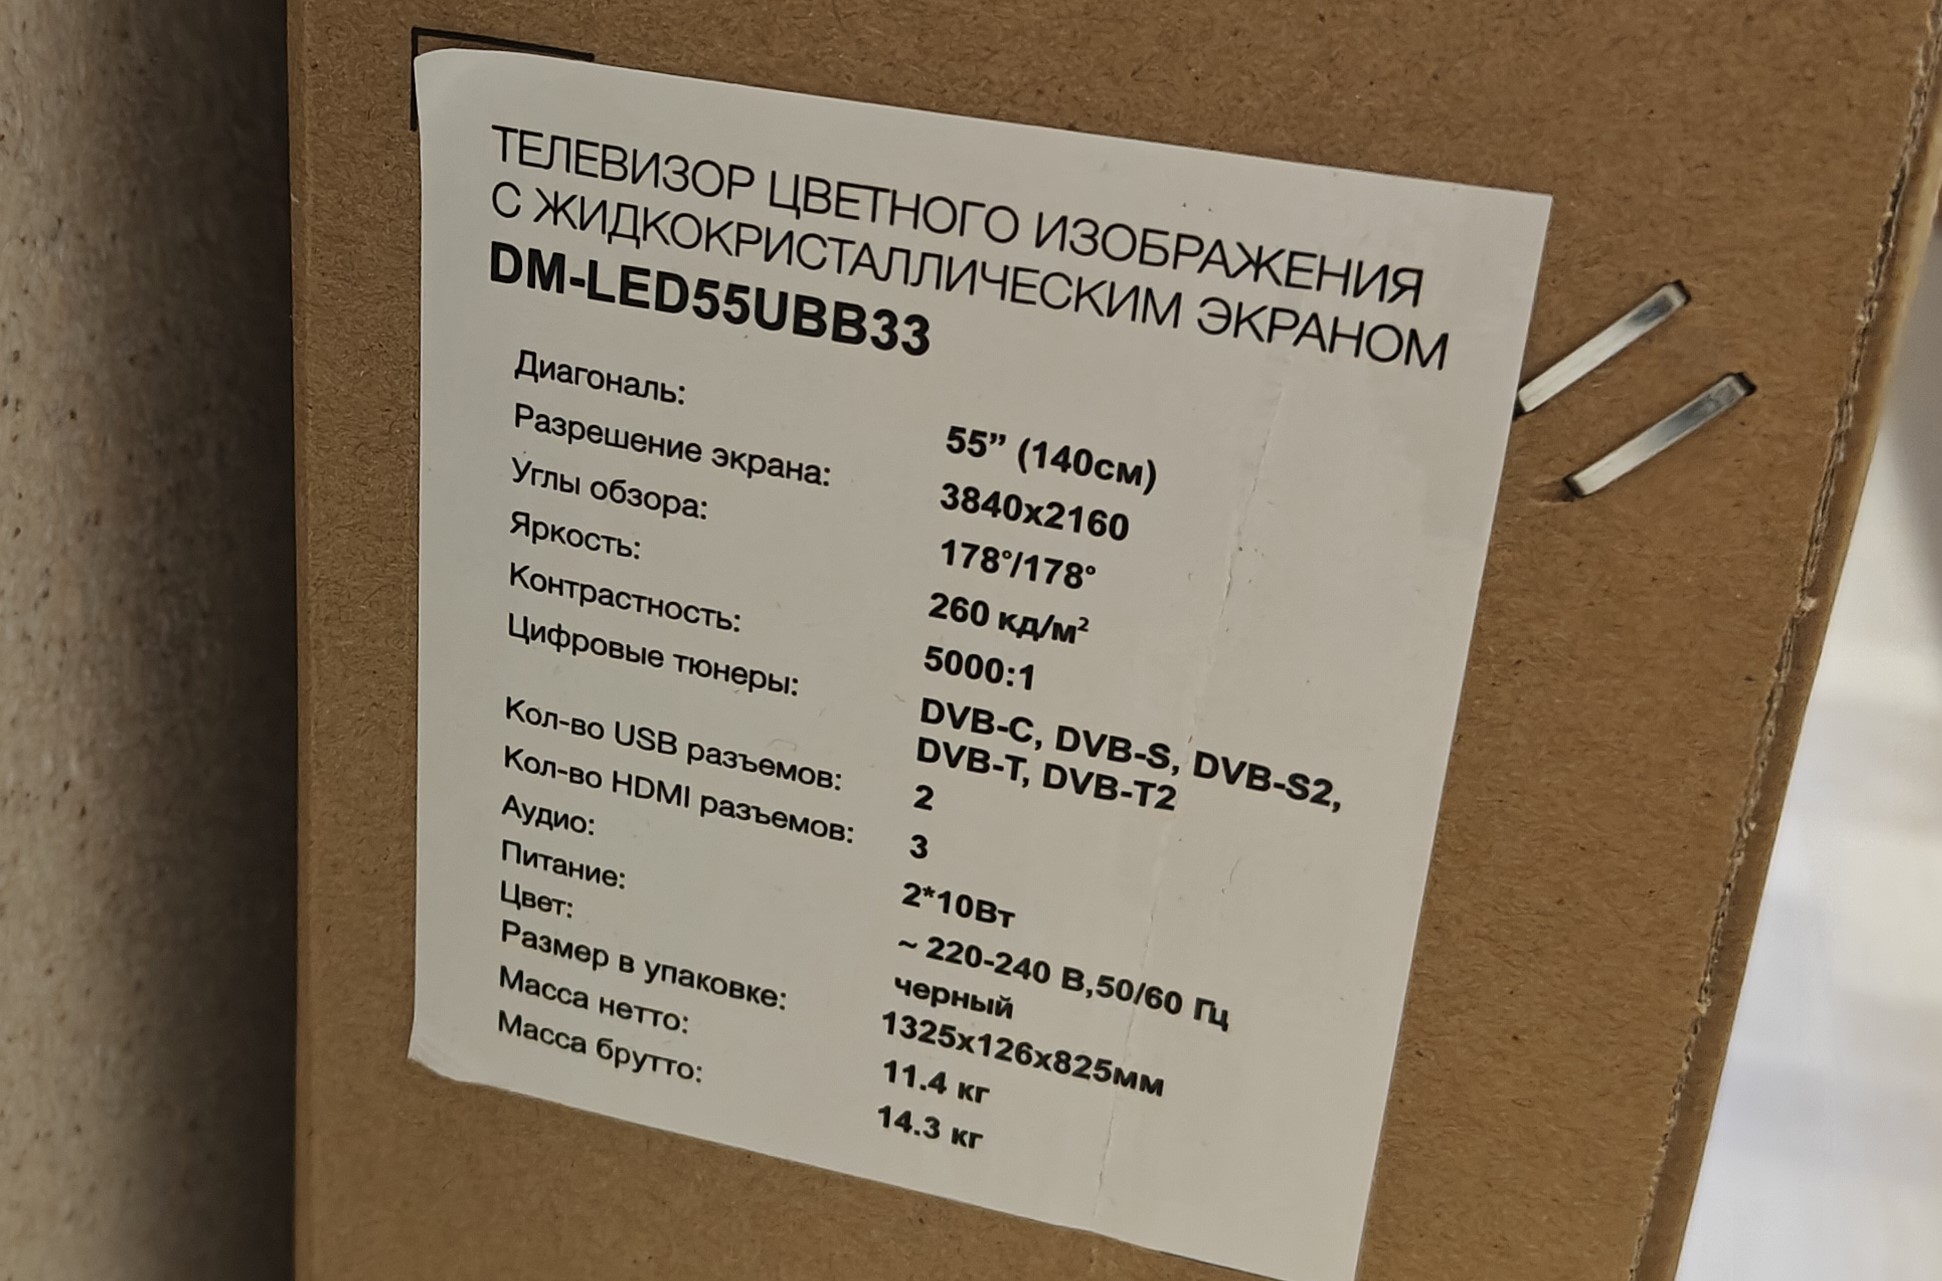 ТЕЛЕВИЗОР ЦВЕТНОГО ИЗОБРАЖЕНИЯ
С ЖИДКОКРИСТАЛЛИЧЕСКИМ ЭКРАНОМ
DM-LED55UBB33
Диагональ: 55” (140см)
Разрешение экрана: 3840x2160
Углы обзора: 178°/178°
Яркость: 260 кд/м²
Контрастность: 5000:1
Цифровые тюнеры: DVB-C, DVB-S, DVB-S2,
DVB-T, DVB-T2
Кол-во USB разъемов: 2
Кол-во HDMI разъемов: 3
Аудио: 2*10Вт
Питание: ~ 220-240 В,50/60 Гц
Цвет: черный
Размер в упаковке: 1325x126x825мм
Масса нетто: 11.4 кг
Масса брутто: 14.3 кг